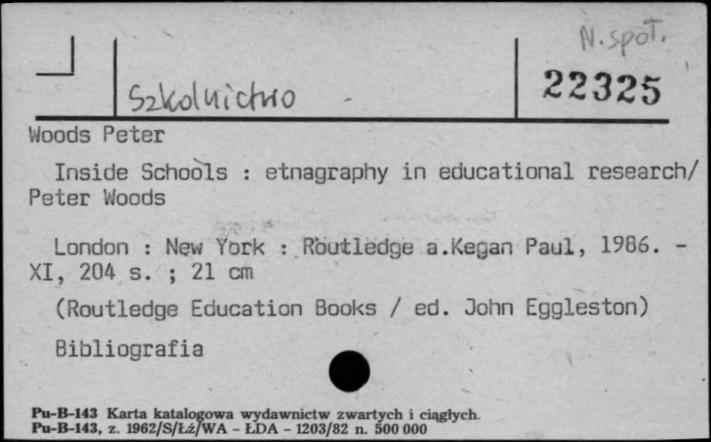 N. społ.
Szkolnictwo
22325
Woods Peter
Inside Schools : etnagraphy in educational research/
Peter Woods
London : New York : Routledge a.Kegan Paul, 1986. -
XI, 204 s. ; 21 cm
(Routledge Education Books / ed. John Eggleston)
Bibliografia
Pu-B-143 Karta katalogowa wydawnictw zwartych i ciągłych.
Pu-B-143, z. 1962/S/Łź/WA - ŁDA - 1203/82 n. 500 000